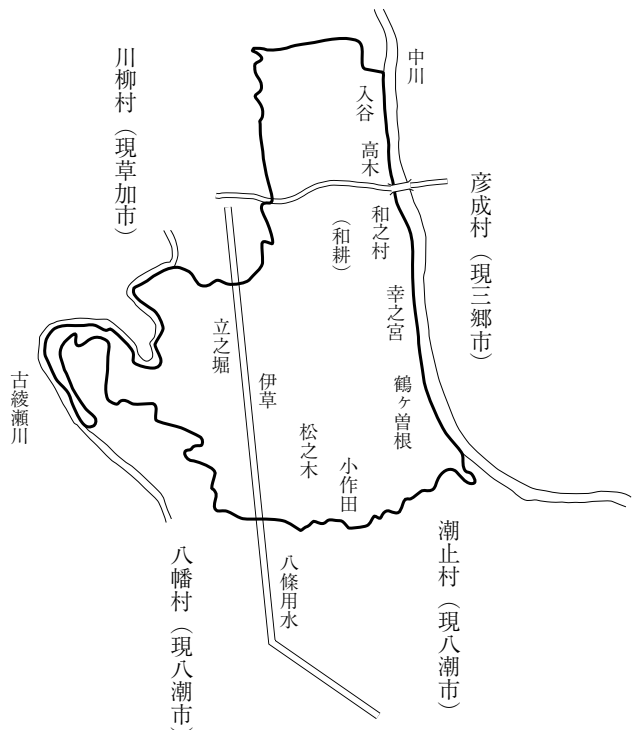 中川
入谷
高木
彦成村（現三郷市）
和之村
（和耕）
幸之宮
鶴ヶ曽根
川柳村（現草加市）
立之堀
伊草
松之木
小作田
古綾瀬川
八條用水
潮止村（現八潮市）
八幡村（現八潮市）